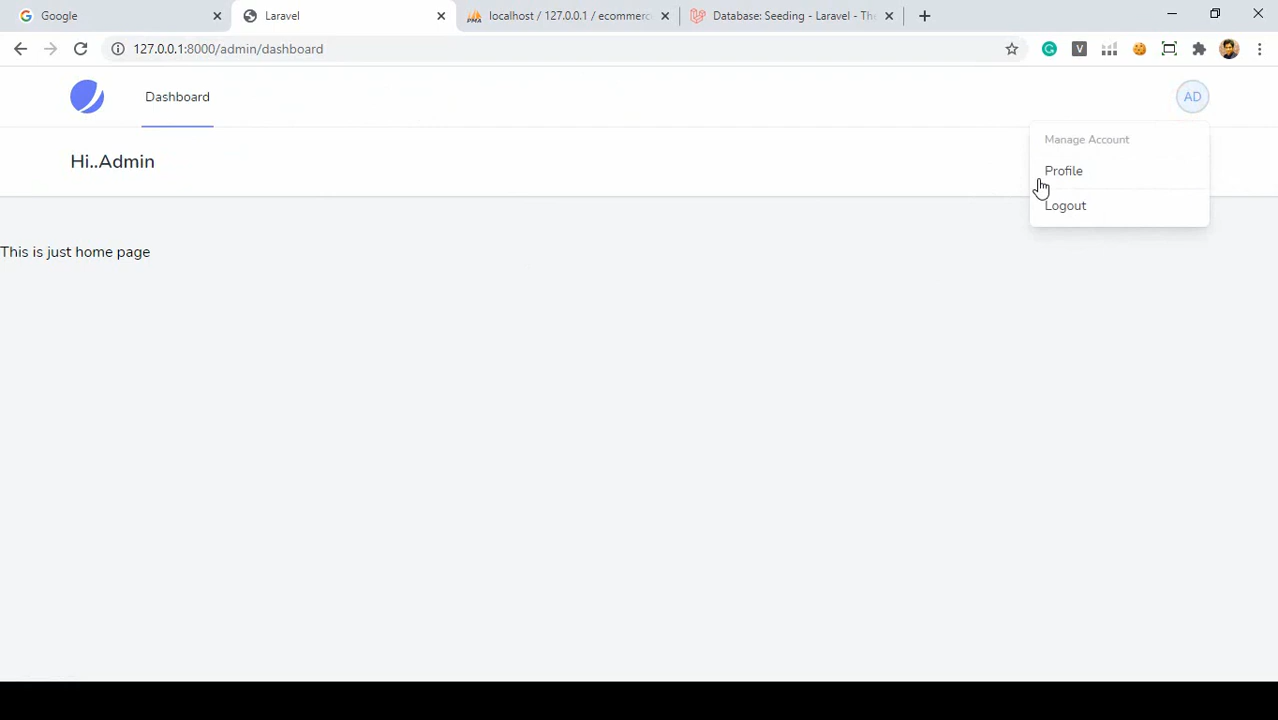 Google
Laravel
localhost / 127.0.0.1 / ecommerc
Database: Seeding - Laravel - The
127.0.0.1:8000/admin/dashboard
V
Dashboard
AD
Manage Account
Hi..Admin
Profile
Logout
This is just home page